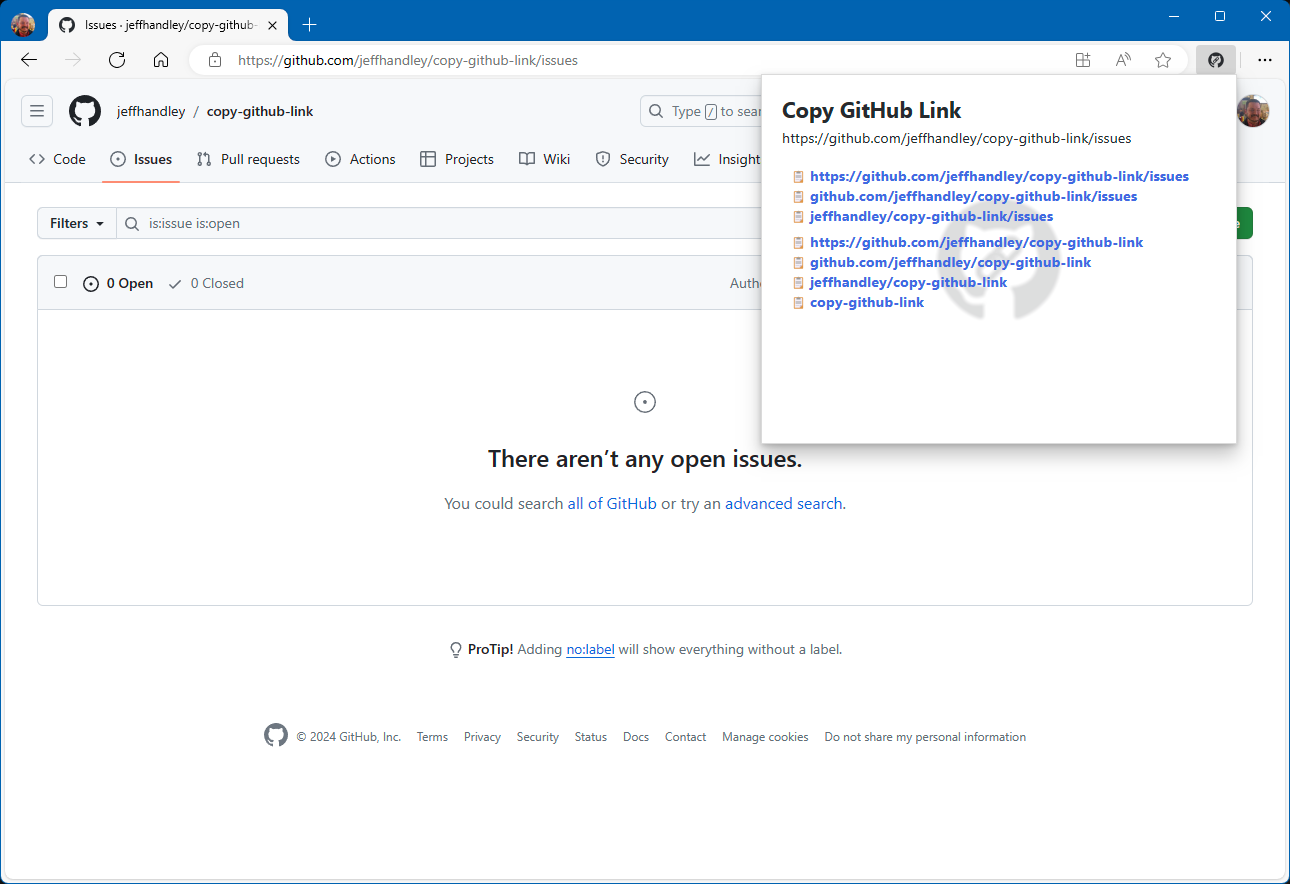 Issues · jeffhandley/copy-github-
https://github.com/jeffhandley/copy-github-link/issues
jeffhandley / copy-github-link
Type / to sear
Code
Issues
Pull requests
Actions
Projects
Wiki
Security
Insight
Filters
is:issue is:open
0 Open
0 Closed
Autho
Copy GitHub Link
https://github.com/jeffhandley/copy-github-link/issues
https://github.com/jeffhandley/copy-github-link/issues
github.com/jeffhandley/copy-github-link/issues
jeffhandley/copy-github-link/issues
https://github.com/jeffhandley/copy-github-link
github.com/jeffhandley/copy-github-link
jeffhandley/copy-github-link
copy-github-link
There aren’t any open issues.
You could search all of GitHub or try an advanced search.
ProTip! Adding no:label will show everything without a label.
© 2024 GitHub, Inc. Terms Privacy Security Status Docs Contact Manage cookies Do not share my personal information